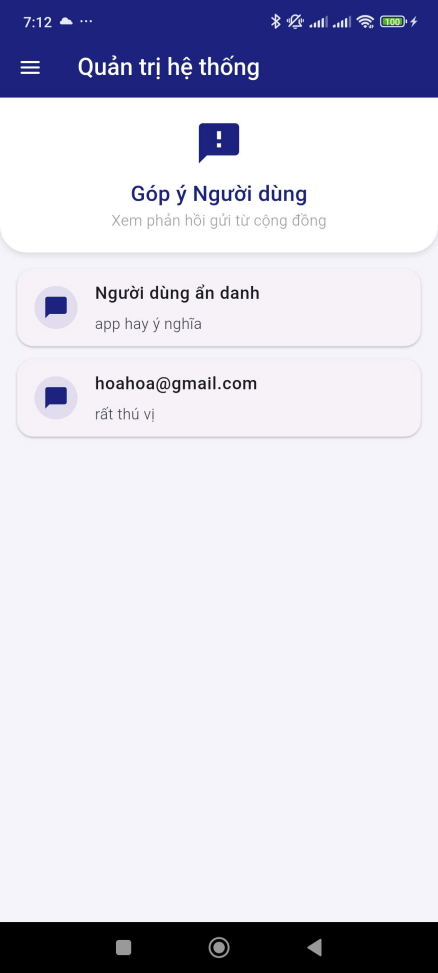 7:12
100
Quản trị hệ thống
Góp ý Người dùng
Xem phản hồi gửi từ cộng đồng
Người dùng ẩn danh
app hay ý nghĩa
hoahoa@gmail.com
rất thú vị